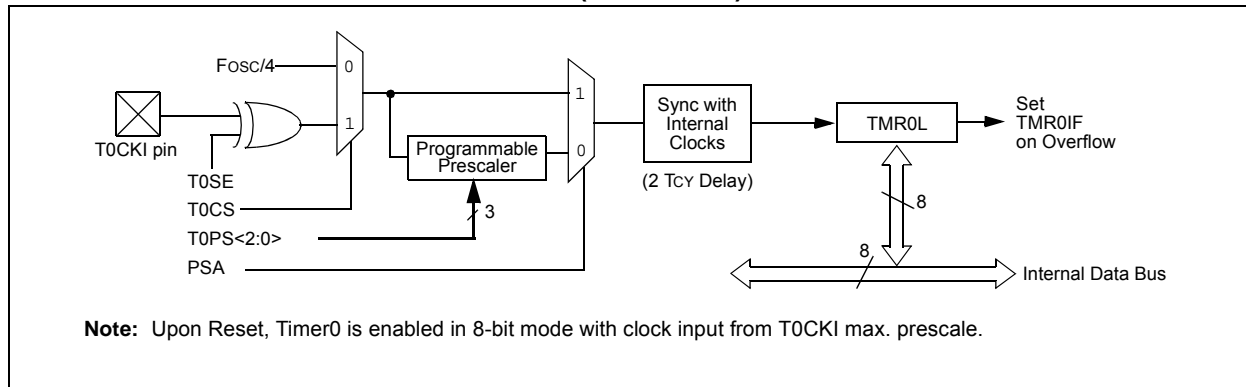 FOSC/4
0
1
T0CKI pin
T0SE
T0CS
T0PS<2:0>
PSA
Programmable
Prescaler
3
1
0
Sync with
Internal
Clocks
(2 TCY Delay)
TMR0L
Set
TMR0IF
on Overflow
8
8
Internal Data Bus
Note: Upon Reset, Timer0 is enabled in 8-bit mode with clock input from T0CKI max. prescale.